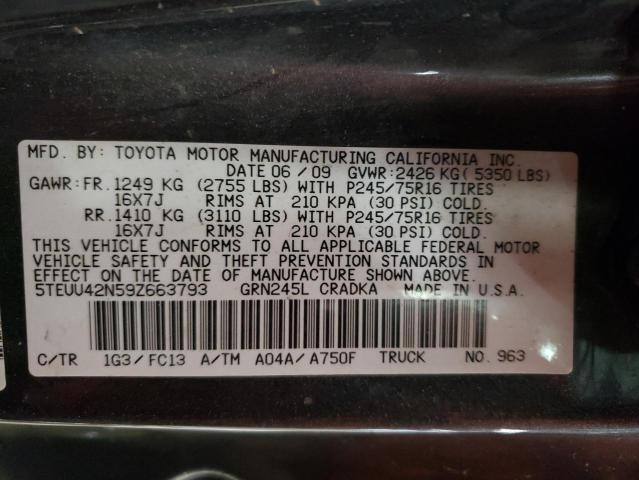 MFD. BY: TOYOTA MOTOR MANUFACTURING CALIFORNIA INC.
DATE 06/09 GVWR:2426 KG(5350 LBS)
GAWR:FR.1249 KG (2755 LBS) WITH P245/75R16 TIRES
16X7J RIMS AT 210 KPA (30 PSI) COLD.
RR.1410 KG (3110 LBS) WITH P245/75R16 TIRES
16X7J RIMS AT 210 KPA (30 PSI) COLD.
THIS VEHICLE CONFORMS TO ALL APPLICABLE FEDERAL MOTOR
VEHICLE SAFETY AND THEFT PREVENTION STANDARDS IN
EFFECT ON THE DATE OF MANUFACTURE SHOWN ABOVE.
5TEUU42N59Z663793 GRN245L CRADKA MADE IN U.S.A.
C/TR 1G3/FC13 A/TM A04A/A750F TRUCK NO. 963